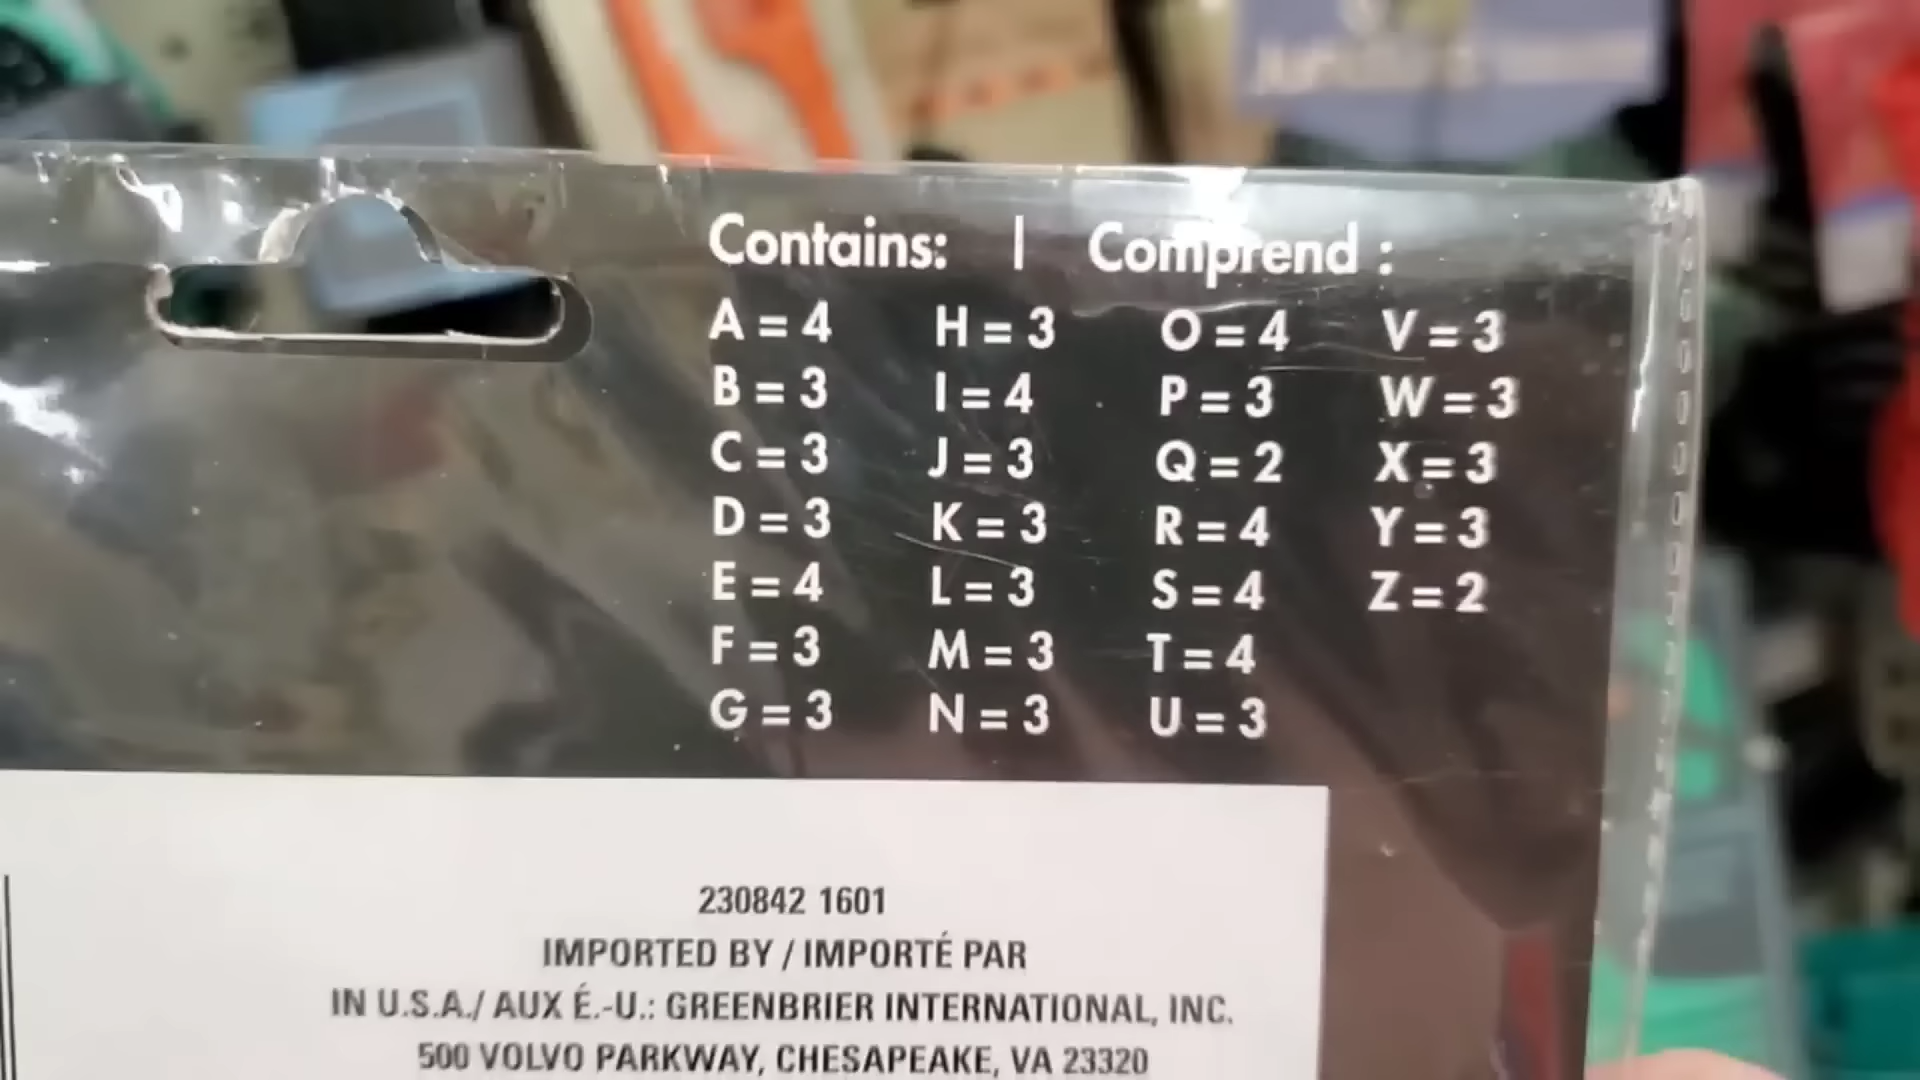 Contains: | Comprend :
A = 4 H = 3 O = 4 V = 3
B = 3 I = 4 P = 3 W = 3
C = 3 J = 3 Q = 2 X = 3
D = 3 K = 3 R = 4 Y = 3
E = 4 L = 3 S = 4 Z = 2
F = 3 M = 3 T = 4
G = 3 N = 3 U = 3
230842 1601
IMPORTED BY / IMPORTÉ PAR
IN U.S.A./ AUX É.-U.: GREENBRIER INTERNATIONAL, INC.
500 VOLVO PARKWAY, CHESAPEAKE, VA 23320